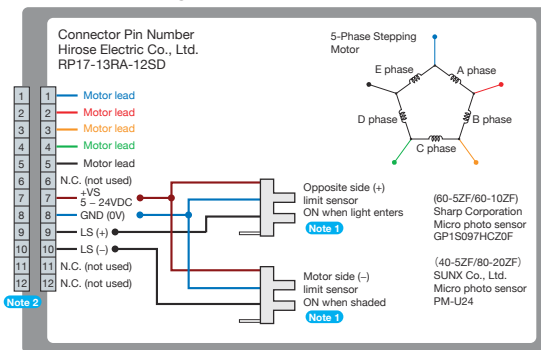 Connector Pin Number
Hirose Electric Co., Ltd.
RP17-13RA-12SD
5-Phase Stepping
Motor
E phase
A phase
D phase
B phase
C phase
1 1 Motor lead
2 2 Motor lead
3 3 Motor lead
4 4 Motor lead
5 5 Motor lead
6 6 N.C. (not used)
7 7 +VS
5 – 24VDC
8 8 GND (0V)
9 9 LS (+)
10 10 LS (–)
11 11 N.C. (not used)
12 12 N.C. (not used)
Note 2
Opposite side (+)
limit sensor
ON when light enters
Note 1
Motor side (–)
limit sensor
ON when shaded
Note 1
(60-5ZF/60-10ZF)
Sharp Corporation
Micro photo sensor
GP1S097HCZ0F
(40-5ZF/80-20ZF)
SUNX Co., Ltd.
Micro photo sensor
PM-U24